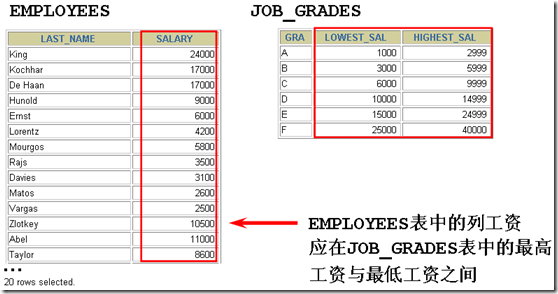 EMPLOYEES
LAST_NAME SALARY
King 24000
Kochhar 17000
De Haan 17000
Hunold 9000
Ernst 6000
Lorentz 4200
Mourgos 5800
Rajs 3500
Davies 3100
Matos 2600
Vargas 2500
Zlotkey 10500
Abel 11000
Taylor 8600
...
20 rows selected.
JOB_GRADES
GRA LOWEST_SAL HIGHEST_SAL
A 1000 2999
B 3000 5999
C 6000 9999
D 10000 14999
E 15000 24999
F 25000 40000
EMPLOYEES表中的列工资
应在JOB_GRADES表中的最高
工资与最低工资之间